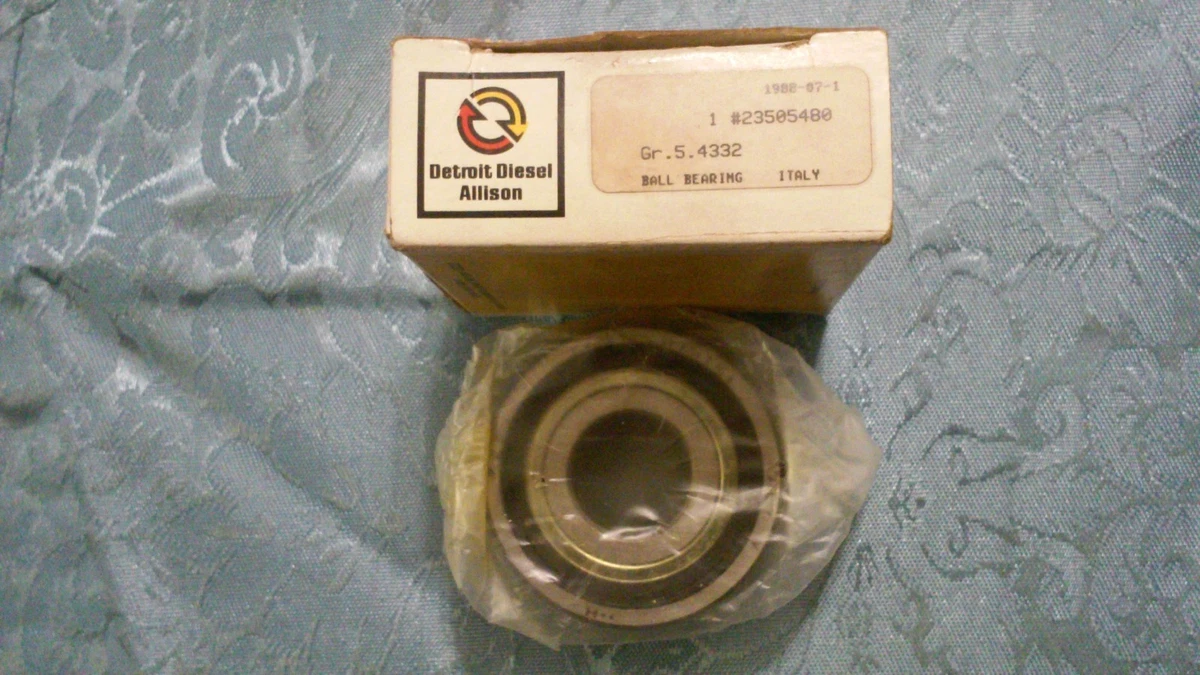 Detroit Diesel
Allison
1988-07-1
1 #23505480
Gr.5.4332
BALL BEARING ITALY